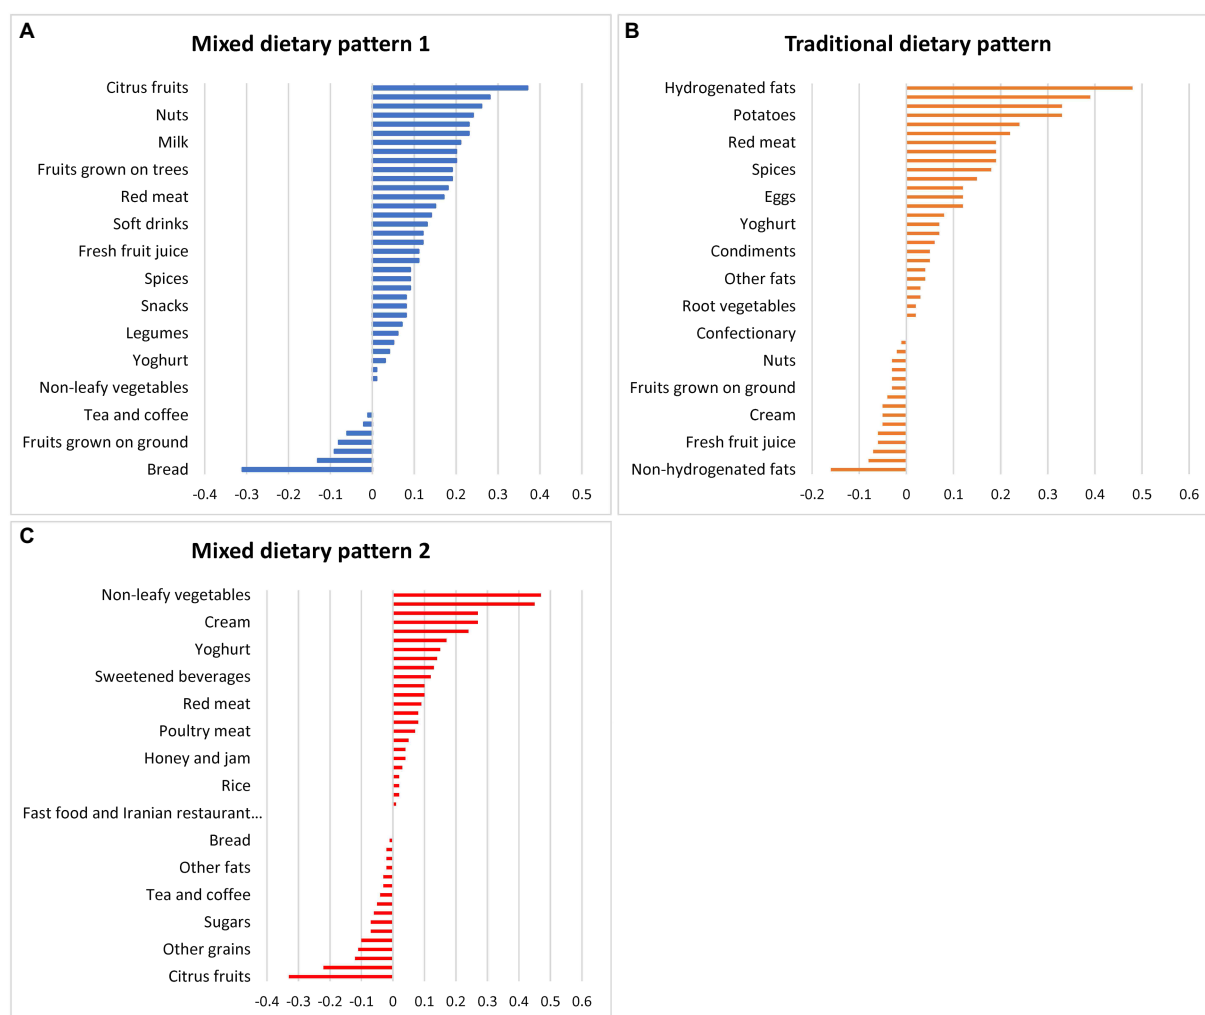 A
Mixed dietary pattern 1
Citrus fruits
Nuts
Milk
Fruits grown on trees
Red meat
Soft drinks
Fresh fruit juice
Spices
Snacks
Legumes
Yoghurt
Non-leafy vegetables
Tea and coffee
Fruits grown on ground
Bread
-0.4 -0.3 -0.2 -0.1 0 0.1 0.2 0.3 0.4 0.5
B
Traditional dietary pattern
Hydrogenated fats
Potatoes
Red meat
Spices
Eggs
Yoghurt
Condiments
Other fats
Root vegetables
Confectionary
Nuts
Fruits grown on ground
Cream
Fresh fruit juice
Non-hydrogenated fats
-0.2 -0.1 0 0.1 0.2 0.3 0.4 0.5 0.6
C
Mixed dietary pattern 2
Non-leafy vegetables
Cream
Yoghurt
Sweetened beverages
Red meat
Poultry meat
Honey and jam
Rice
Fast food and Iranian restaurant...
Bread
Other fats
Tea and coffee
Sugars
Other grains
Citrus fruits
-0.4 -0.3 -0.2 -0.1 0 0.1 0.2 0.3 0.4 0.5 0.6